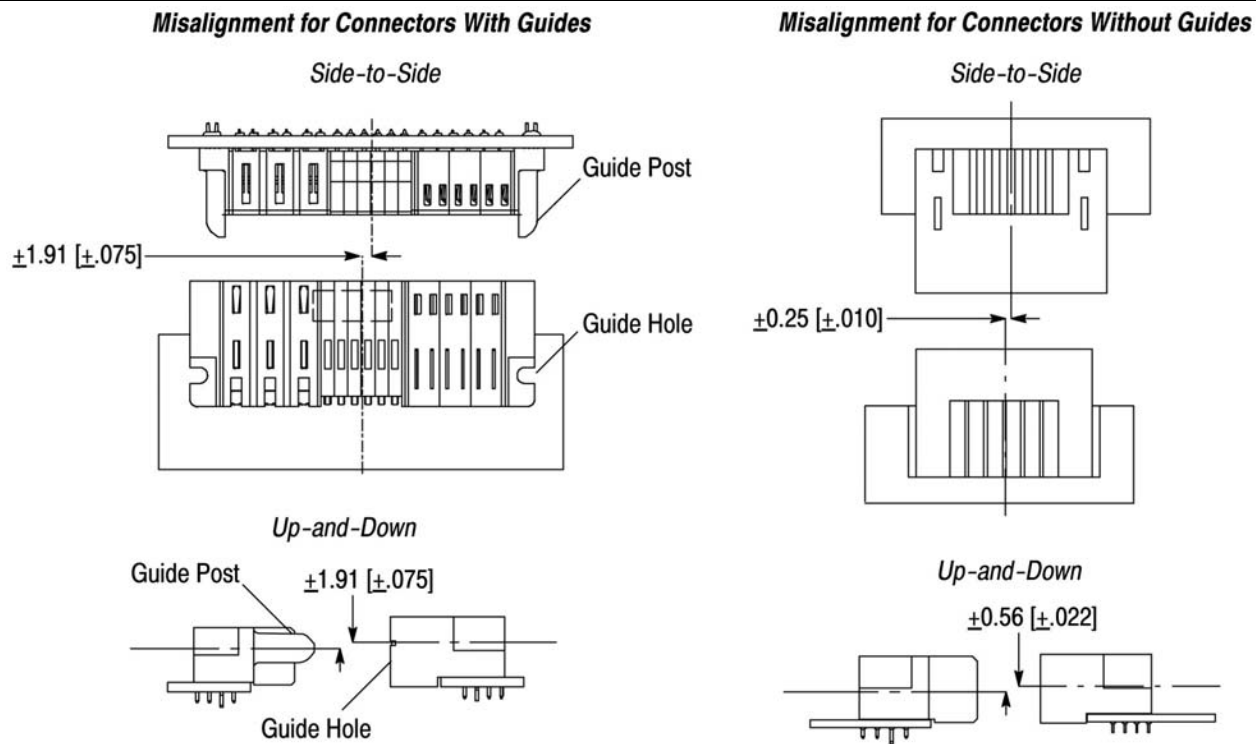 Misalignment for Connectors With Guides
Side-to-Side
Guide Post
±1.91 [±.075]
Guide Hole
Up-and-Down
Guide Post
±1.91 [±.075]
Guide Hole
Misalignment for Connectors Without Guides
Side-to-Side
±0.25 [±.010]
Up-and-Down
±0.56 [±.022]